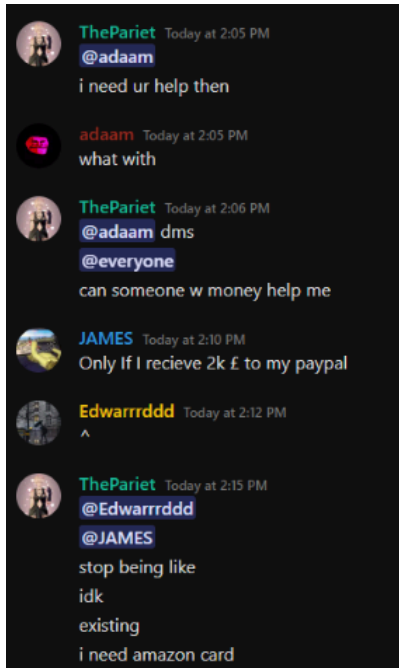 ThePariet Today at 2:05 PM
@adaam
i need ur help then
adaam Today at 2:05 PM
what with
ThePariet Today at 2:06 PM
@adaam dms
@everyone
can someone w money help me
JAMES Today at 2:10 PM
Only If I recieve 2k £ to my paypal
Edwarrrddd Today at 2:12 PM
^
ThePariet Today at 2:15 PM
@Edwarrrddd
@JAMES
stop being like
idk
existing
i need amazon card